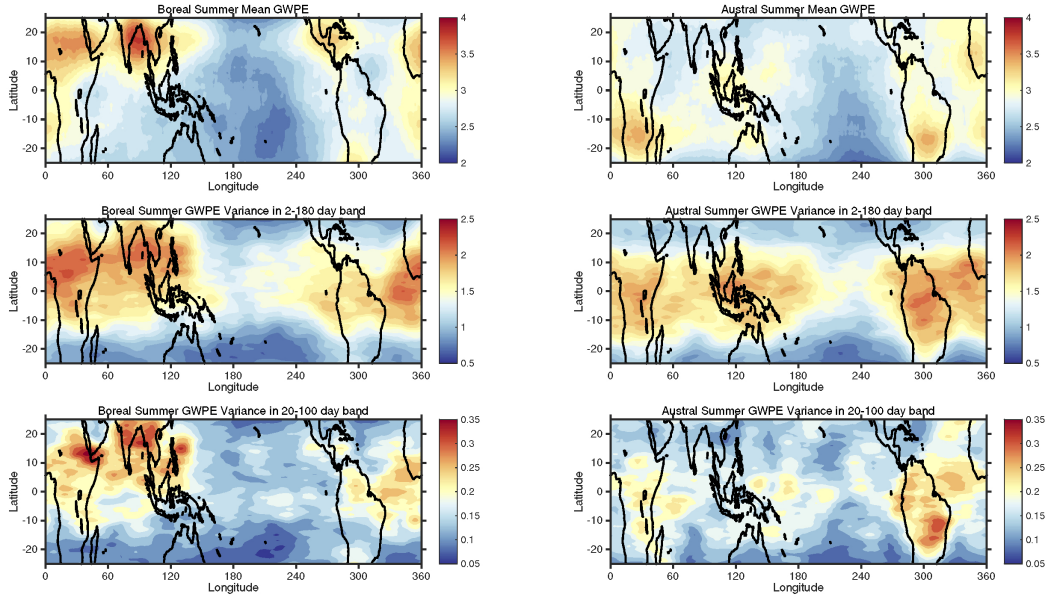 Boreal Summer Mean GWPE
20
10
0
-10
-20
Latitude
0 60 120 180 240 300 360
Longitude
4
3.5
3
2.5
2
Austral Summer Mean GWPE
20
10
0
-10
-20
Latitude
0 60 120 180 240 300 360
Longitude
4
3.5
3
2.5
2
Boreal Summer GWPE Variance in 2-180 day band
20
10
0
-10
-20
Latitude
0 60 120 180 240 300 360
Longitude
2.5
2
1.5
1
0.5
Austral Summer GWPE Variance in 2-180 day band
20
10
0
-10
-20
Latitude
0 60 120 180 240 300 360
Longitude
2.5
2
1.5
1
0.5
Boreal Summer GWPE Variance in 20-100 day band
20
10
0
-10
-20
Latitude
0 60 120 180 240 300 360
Longitude
0.35
0.3
0.25
0.2
0.15
0.1
0.05
Austral Summer GWPE Variance in 20-100 day band
20
10
0
-10
-20
Latitude
0 60 120 180 240 300 360
Longitude
0.35
0.3
0.25
0.2
0.15
0.1
0.05